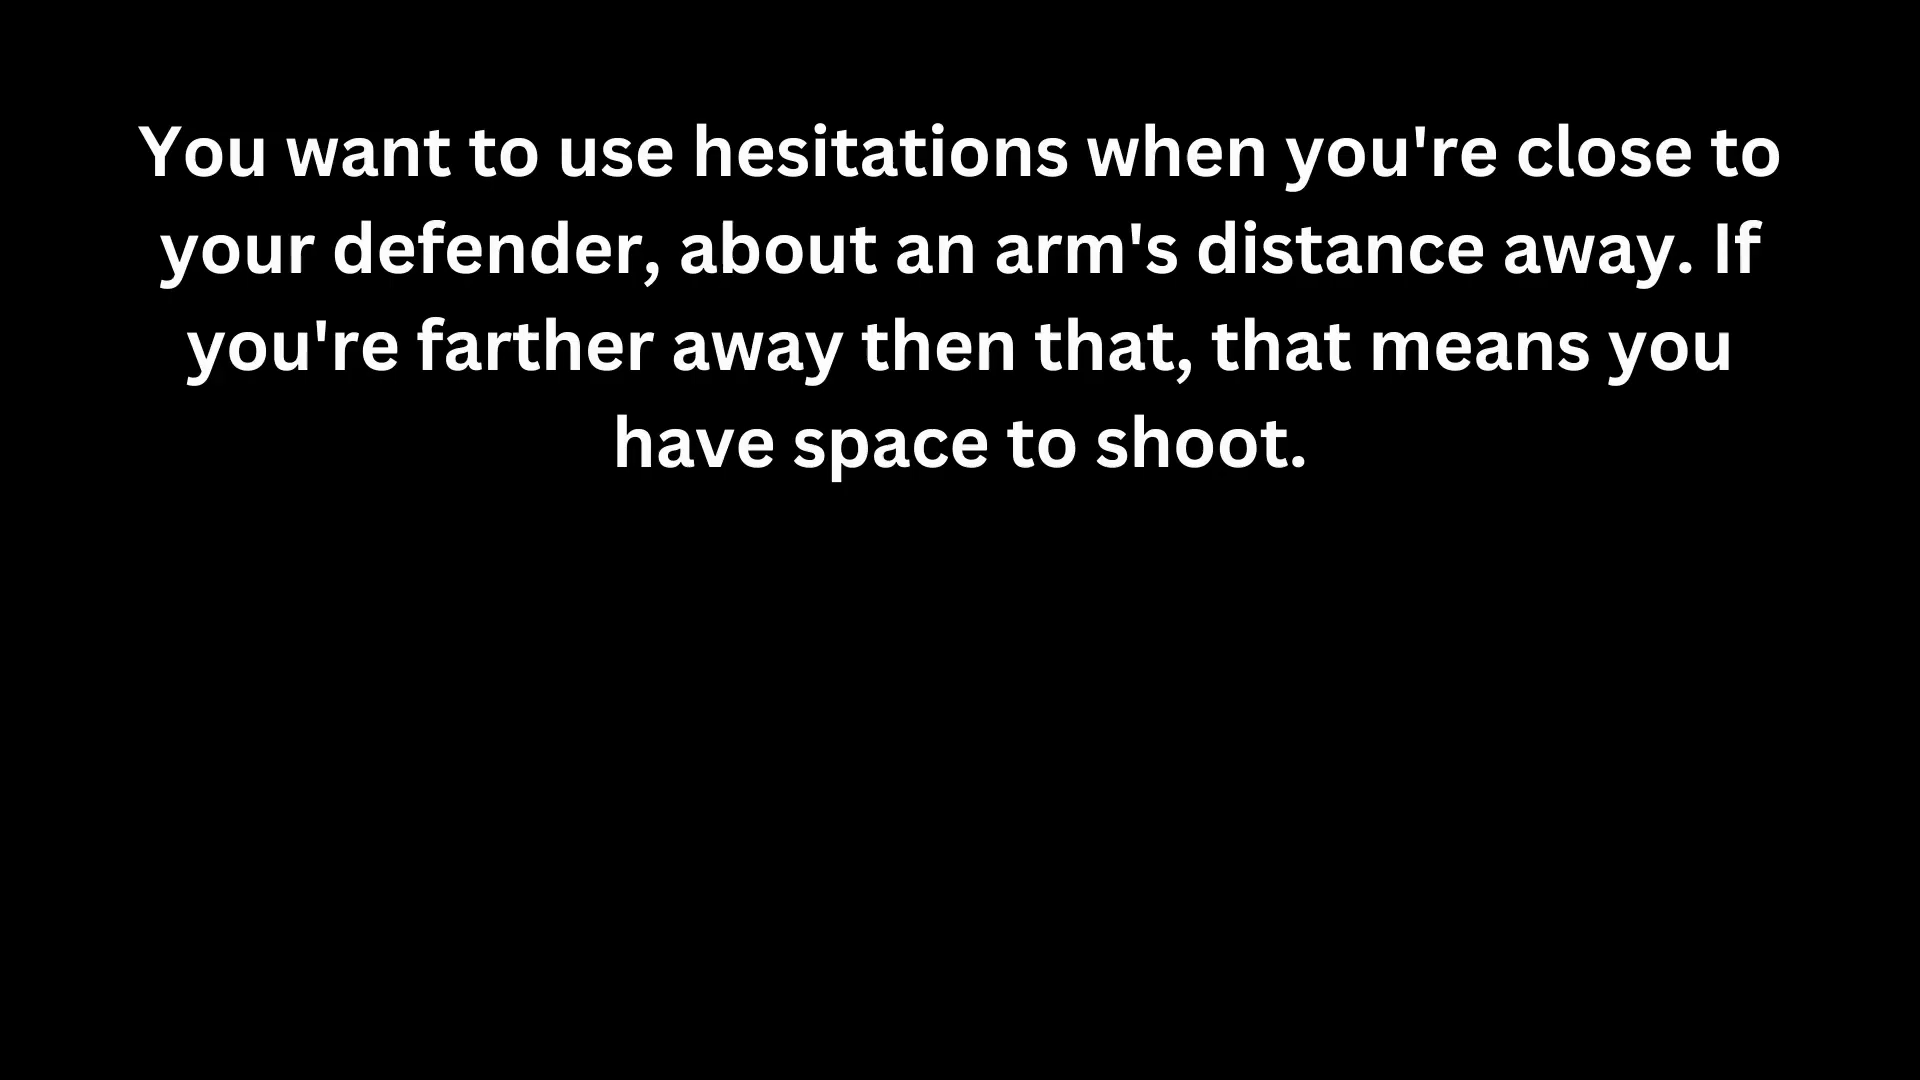 You want to use hesitations when you're close to
your defender, about an arm's distance away. If
you're farther away then that, that means you
have space to shoot.